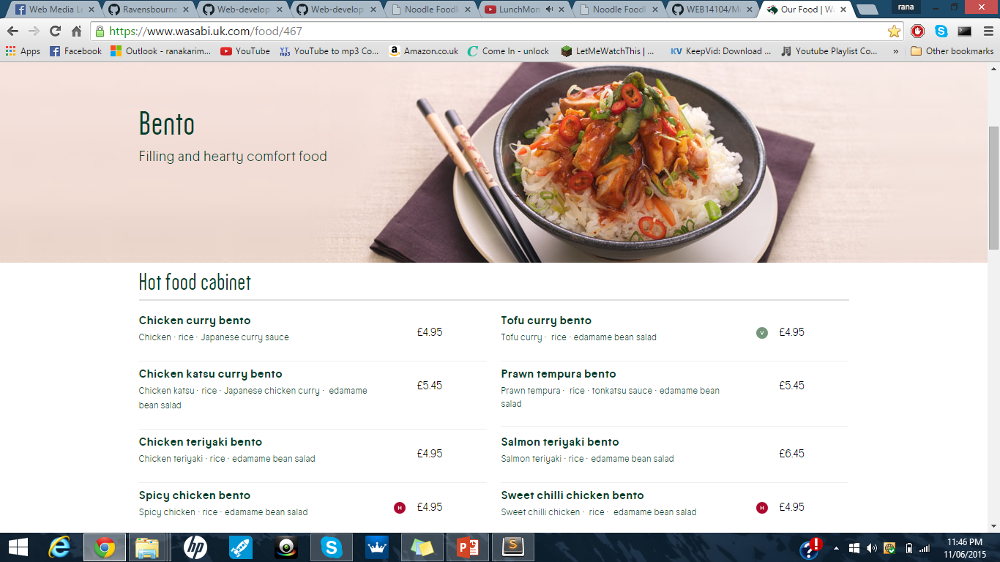 Web Media Le
Ravensbourne
Web-develop
Web-develop
Noodle Foodl
LunchMon
Noodle Foodl
WEB14104/M
Our Food | W
rana
https://www.wasabi.uk.com/food/467
Apps
Facebook
Outlook - ranakarim...
YouTube
YouTube to mp3 Co...
Amazon.co.uk
Come In - unlock
LetMeWatchThis | ...
KeepVid: Download ...
Youtube Playlist Co...
»
Other bookmarks
Bento
Filling and hearty comfort food
Hot food cabinet
Chicken curry bento
Chicken · rice · Japanese curry sauce
£4.95
Tofu curry bento
Tofu curry · rice · edamame bean salad
V £4.95
Chicken katsu curry bento
Chicken katsu · rice · Japanese chicken curry · edamame
bean salad
£5.45
Prawn tempura bento
Prawn tempura · rice · tonkatsu sauce · edamame bean
salad
£5.45
Chicken teriyaki bento
Chicken teriyaki · rice · edamame bean salad
£4.95
Salmon teriyaki bento
Salmon teriyaki · rice · edamame bean salad
£6.45
Spicy chicken bento
Spicy chicken · rice · edamame bean salad
H £4.95
Sweet chilli chicken bento
Sweet chilli chicken · rice · edamame bean salad
H £4.95
11:46 PM
11/06/2015